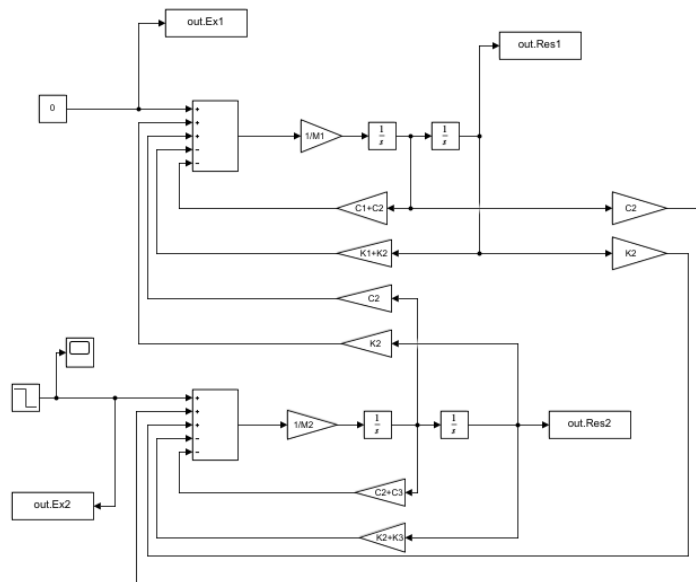 out.Ex1
out.Res1
0
+
+
+
−
−
1/M1
1
s
1
s
C1+C2
C2
K1+K2
K2
C2
K2
+
+
+
−
−
1/M2
1
s
1
s
out.Res2
C2+C3
out.Ex2
K2+K3